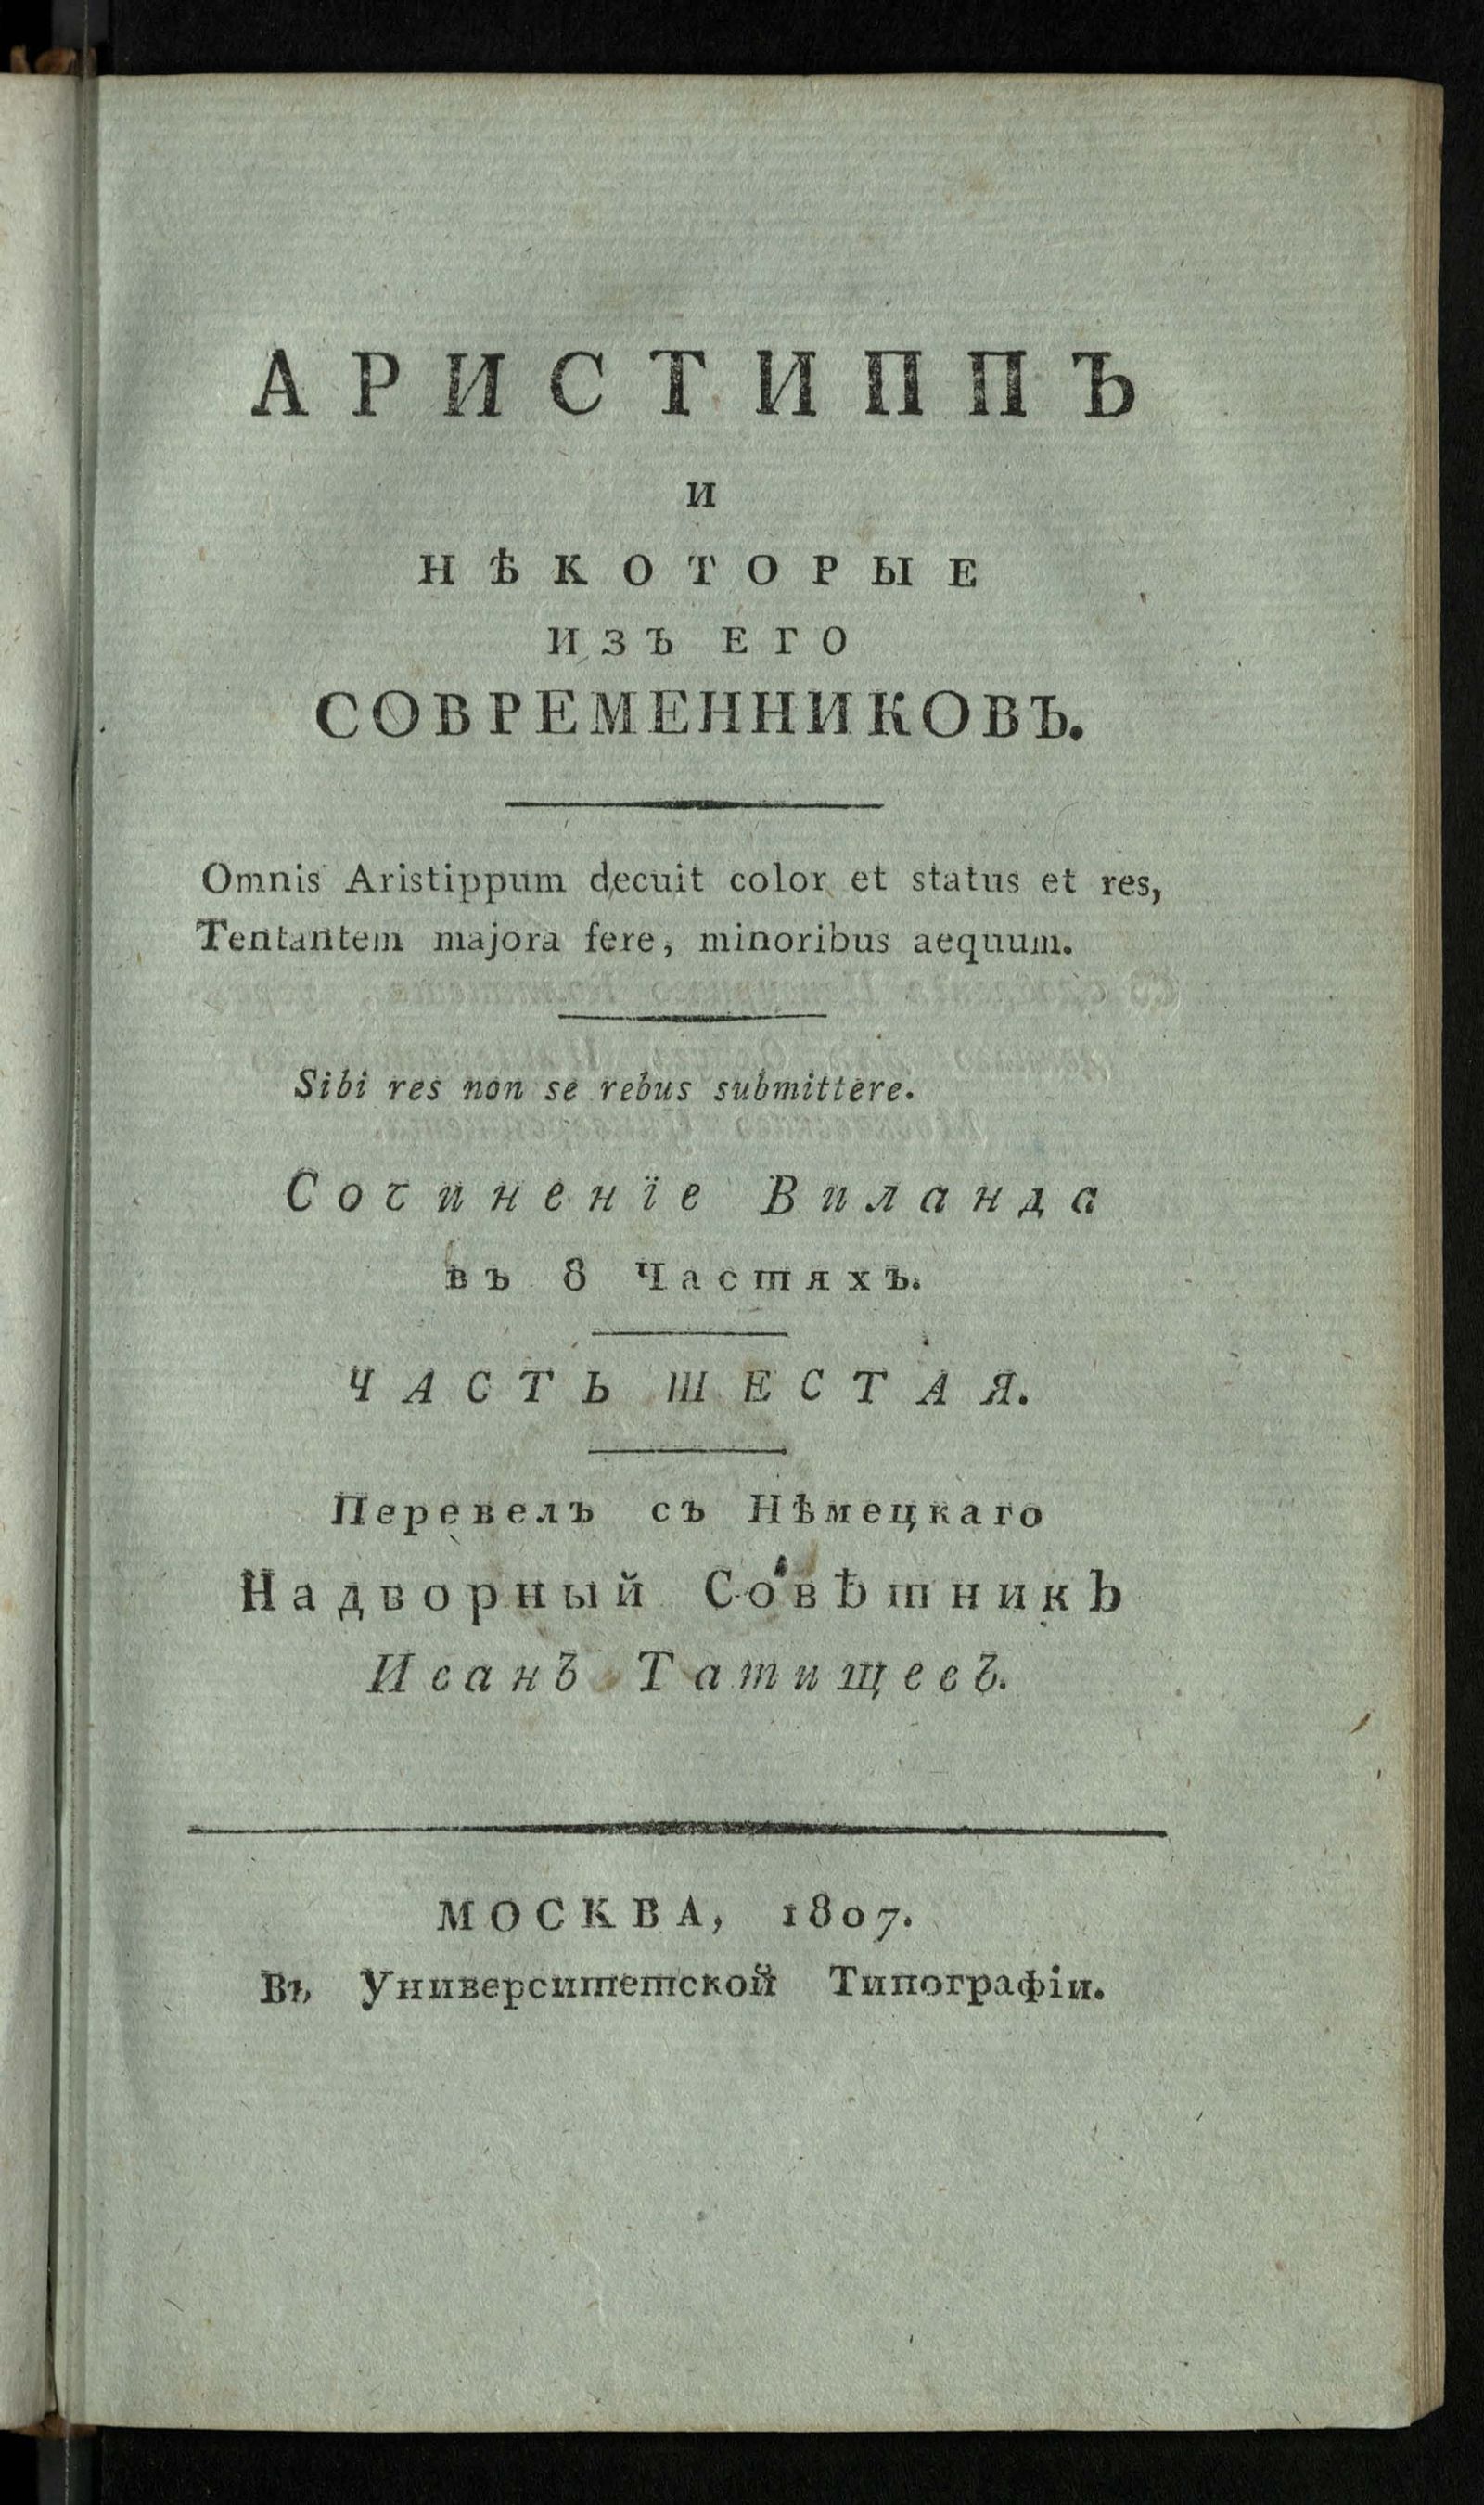 АРИСТИППЪ
И
НѢКОТОРЫЕ
ИЗЪ ЕГО
СОВРЕМЕННИКОВЪ.
Omnis Aristippum decuit color et status et res,
Tentantem majora fere, minoribus aequum.
Sibi res non se rebus submittere.
Сочиненїе Виланда
въ 8 Частяхъ.
ЧАСТЬ ШЕСТАЯ.
Перевелъ съ Нѣмецкаго
Надворный Совѣтникъ
Иванъ Татищевъ.
МОСКВА, 1807.
Въ Университетской Типографіи.